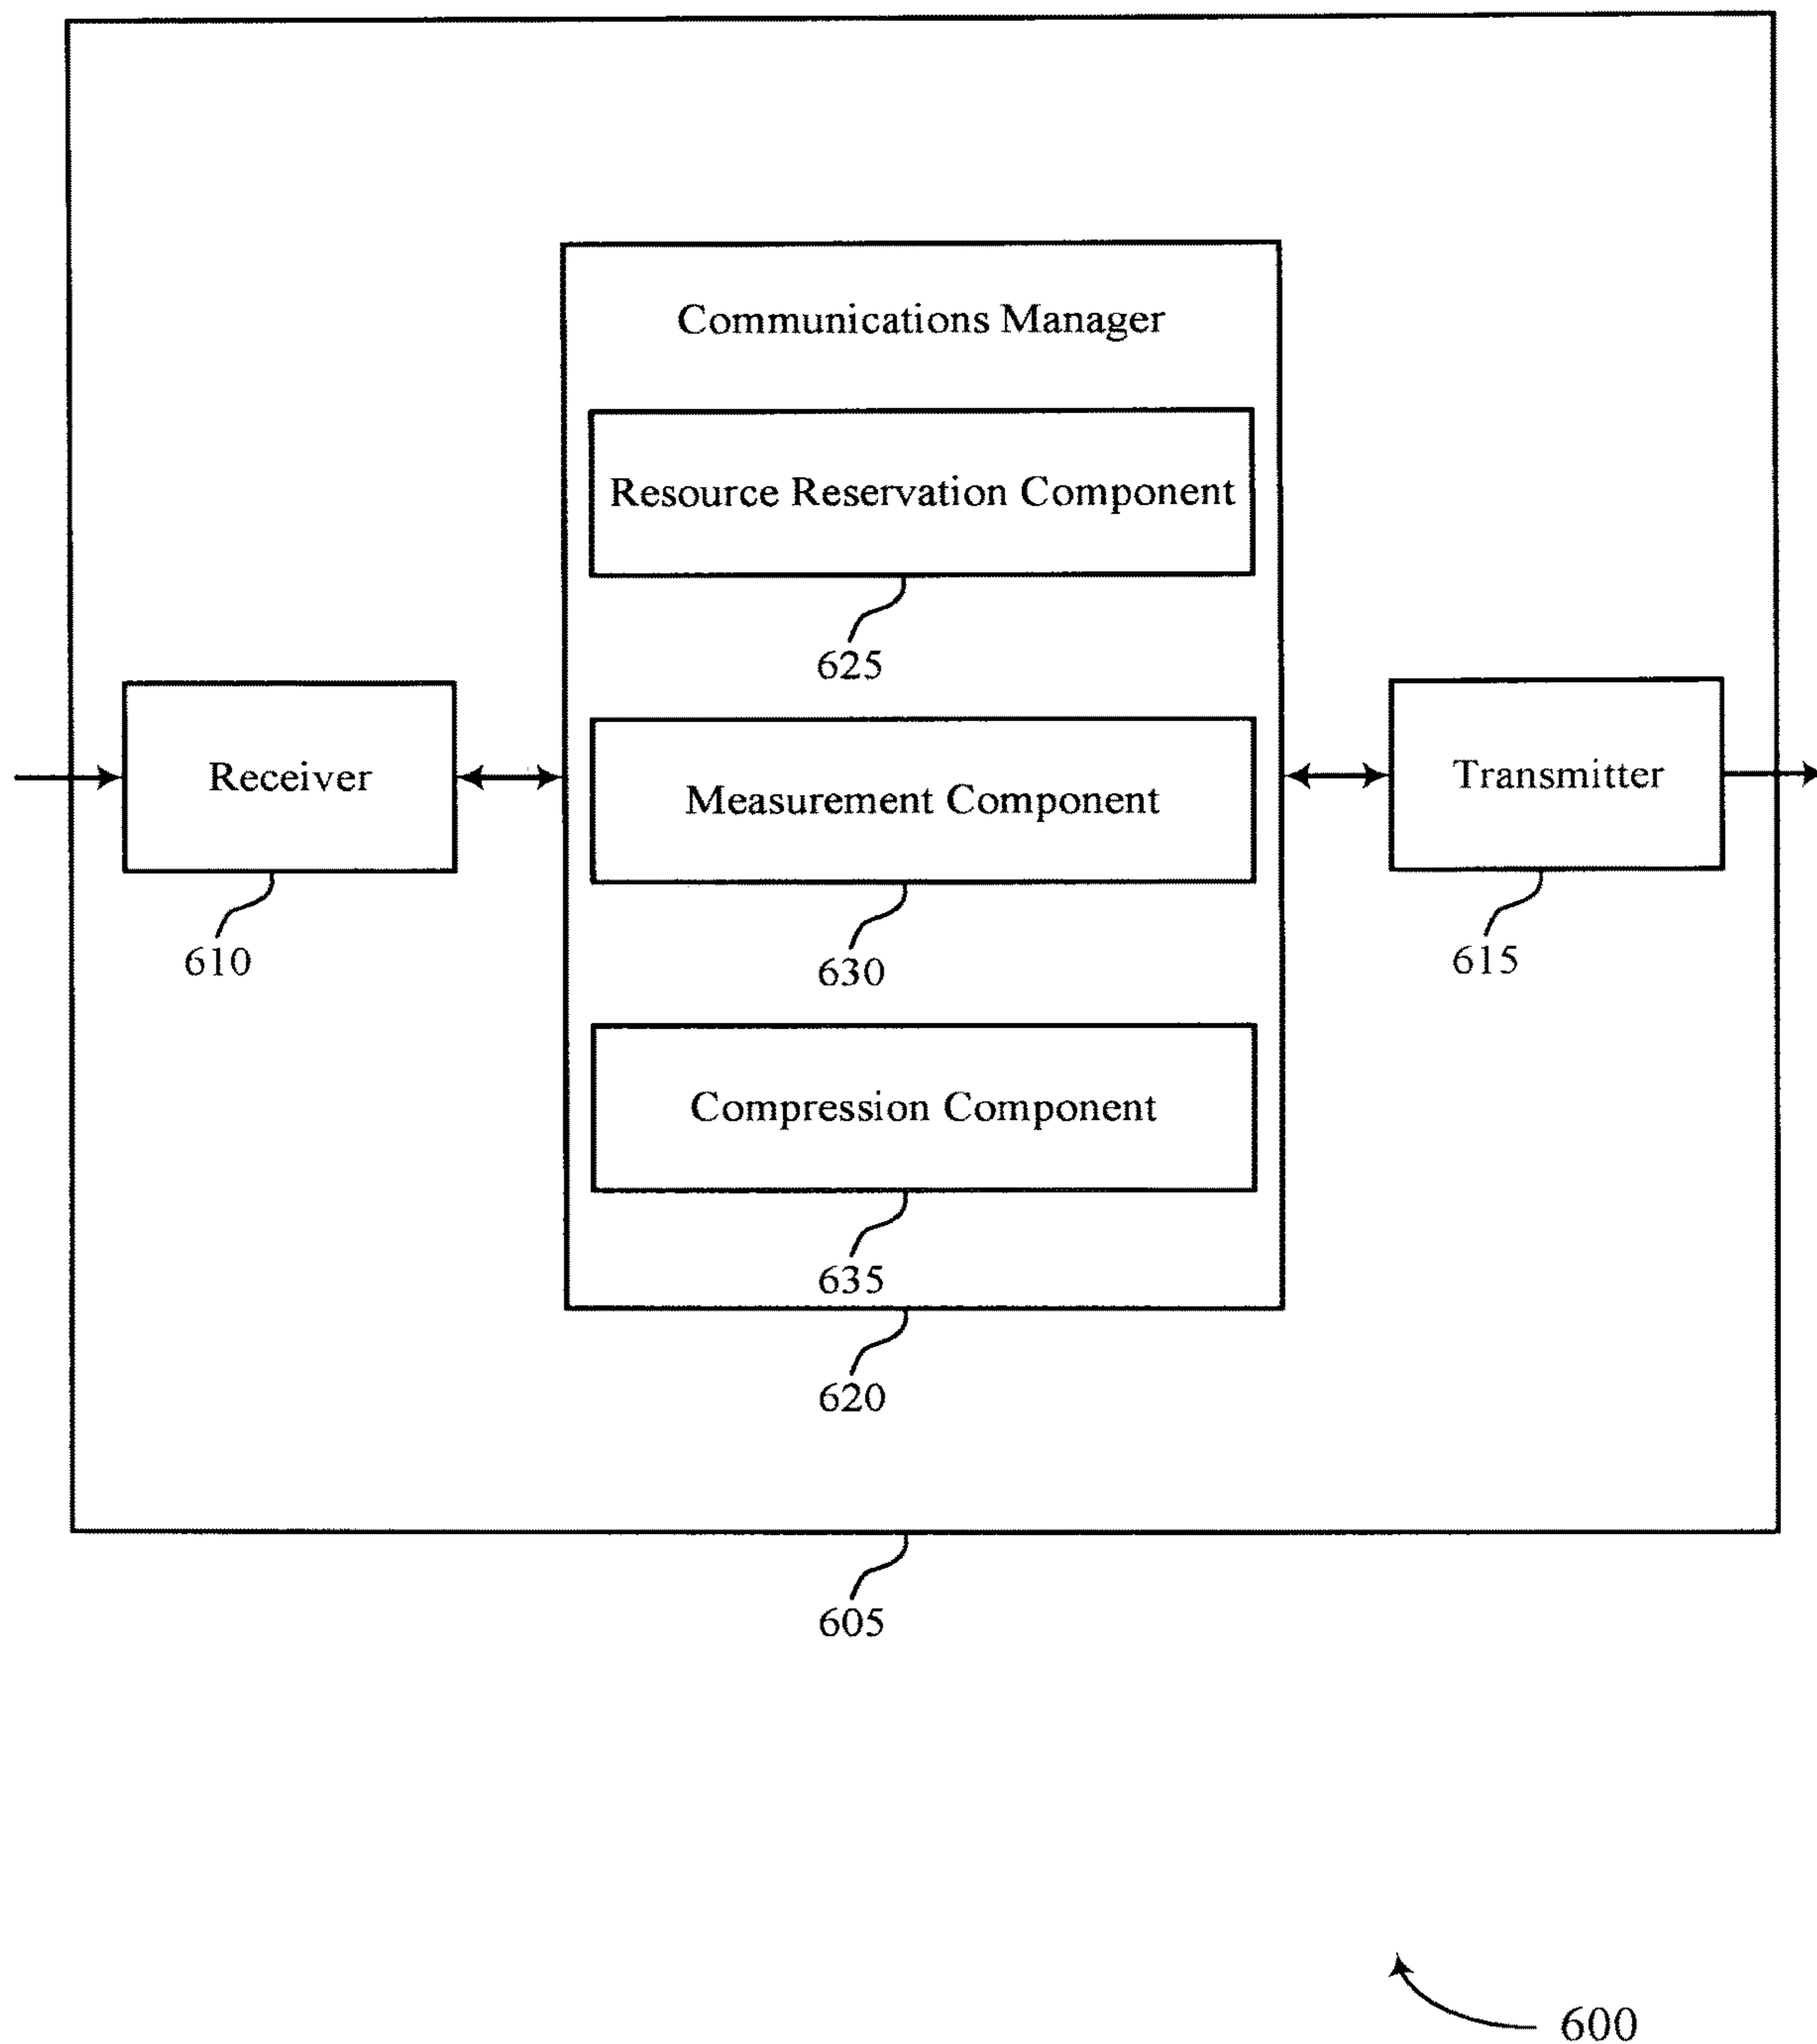 Communications Manager
Resource Reservation Component
625
Receiver
Measurement Component
Transmitter
610
630
615
Compression Component
635
620
605
600